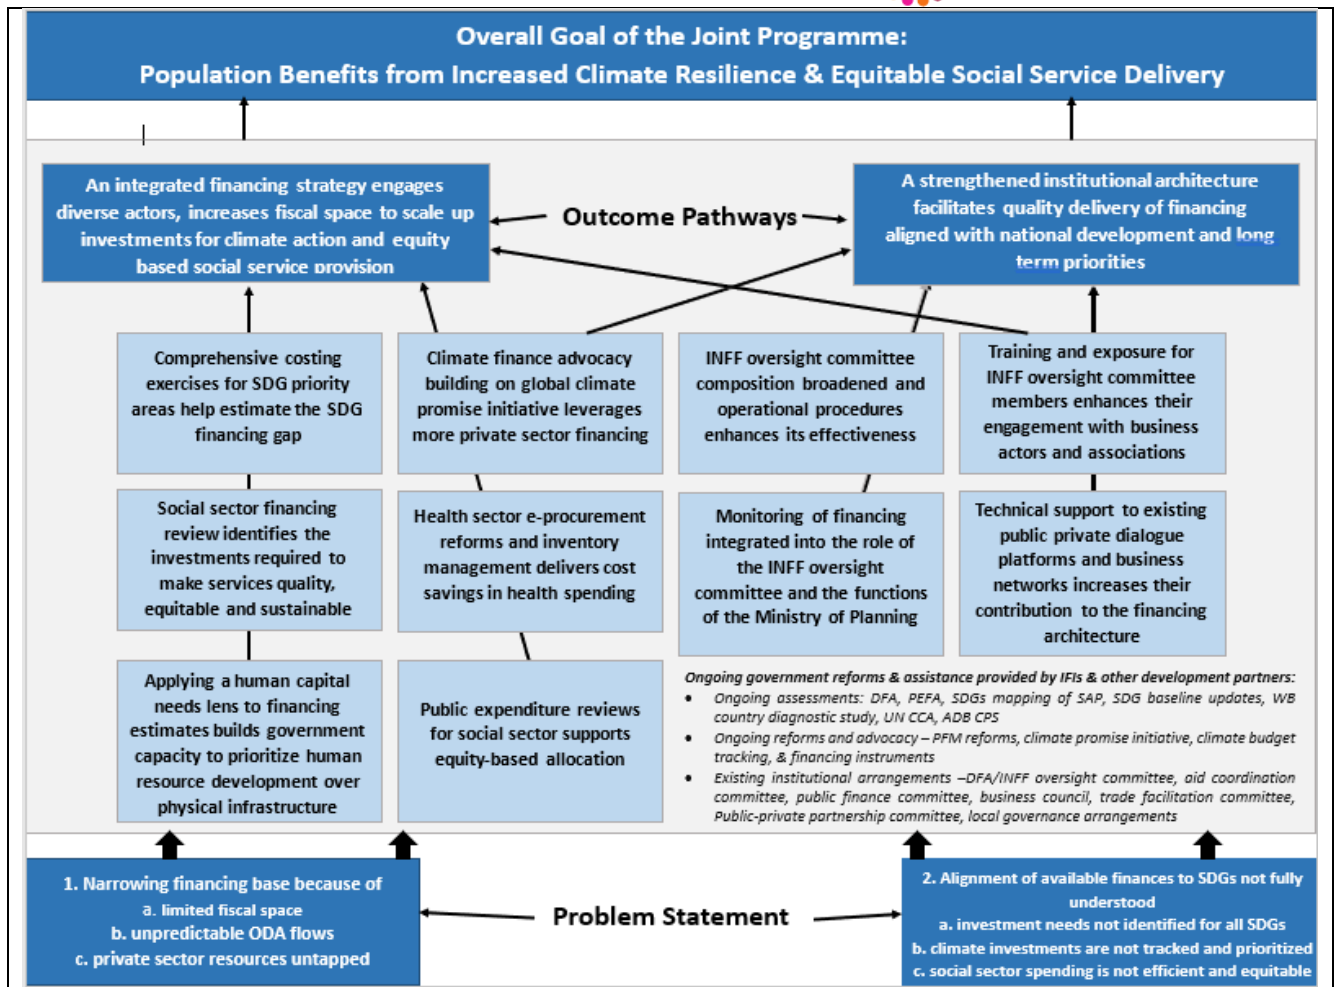 Overall Goal of the Joint Programme:
Population Benefits from Increased Climate Resilience & Equitable Social Service Delivery
An integrated financing strategy engages
diverse actors, increases fiscal space to scale up
investments for climate action and equity
based social service provision
Outcome Pathways
A strengthened institutional architecture
facilitates quality delivery of financing
aligned with national development and long
term priorities
Comprehensive costing
exercises for SDG priority
areas help estimate the SDG
financing gap
Climate finance advocacy
building on global climate
promise initiative leverages
more private sector financing
INFF oversight committee
composition broadened and
operational procedures
enhances its effectiveness
Training and exposure for
INFF oversight committee
members enhances their
engagement with business
actors and associations
Social sector financing
review identifies the
investments required to
make services quality,
equitable and sustainable
Health sector e-procurement
reforms and inventory
management delivers cost
savings in health spending
Monitoring of financing
integrated into the role of
the INFF oversight
committee and the functions
of the Ministry of Planning
Technical support to existing
public private dialogue
platforms and business
networks increases their
contribution to the financing
architecture
Applying a human capital
needs lens to financing
estimates builds government
capacity to prioritize human
resource development over
physical infrastructure
Public expenditure reviews
for social sector supports
equity-based allocation
Ongoing government reforms & assistance provided by IFIs & other development partners:
• Ongoing assessments: DFA, PEFA, SDGs mapping of SAP, SDG baseline updates, WB
country diagnostic study, UN CCA, ADB CPS
• Ongoing reforms and advocacy – PFM reforms, climate promise initiative, climate budget
tracking, & financing instruments
• Existing institutional arrangements –DFA/INFF oversight committee, aid coordination
committee, public finance committee, business council, trade facilitation committee,
Public-private partnership committee, local governance arrangements
1. Narrowing financing base because of
a. limited fiscal space
b. unpredictable ODA flows
c. private sector resources untapped
Problem Statement
2. Alignment of available finances to SDGs not fully
understood
a. investment needs not identified for all SDGs
b. climate investments are not tracked and prioritized
c. social sector spending is not efficient and equitable